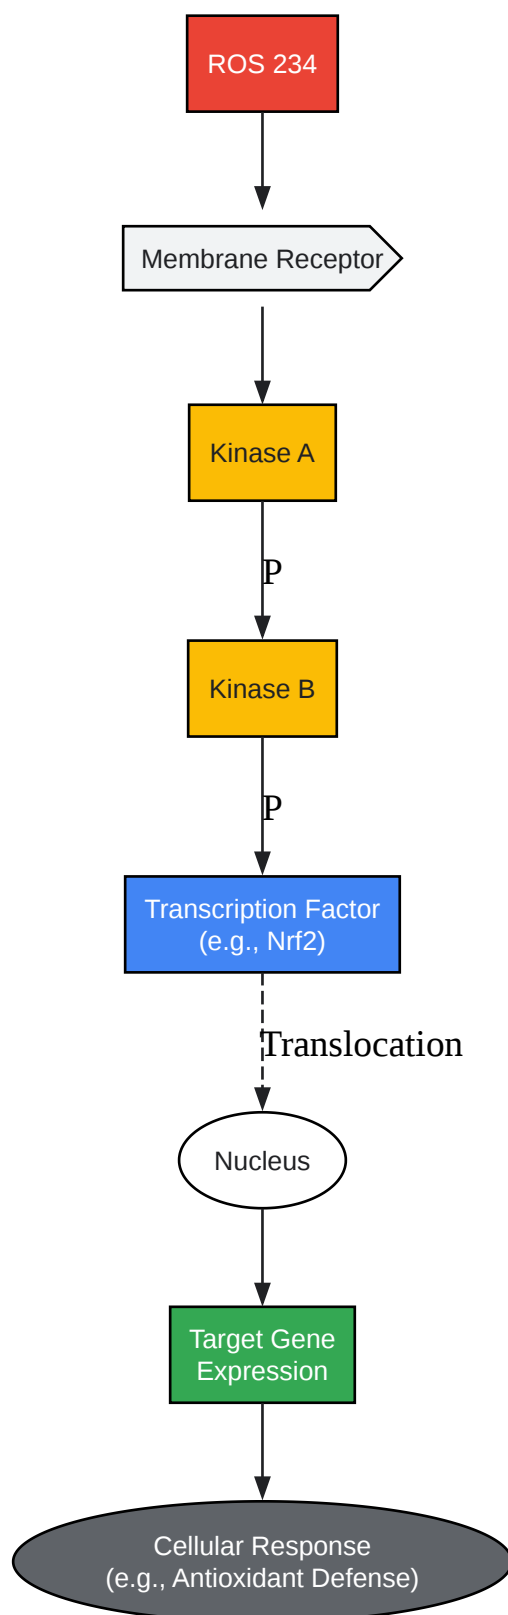 ROS 234
Membrane Receptor
Kinase A
P
Kinase B
P
Transcription Factor
(e.g., Nrf2)
Translocation
Nucleus
Target Gene
Expression
Cellular Response
(e.g., Antioxidant Defense)